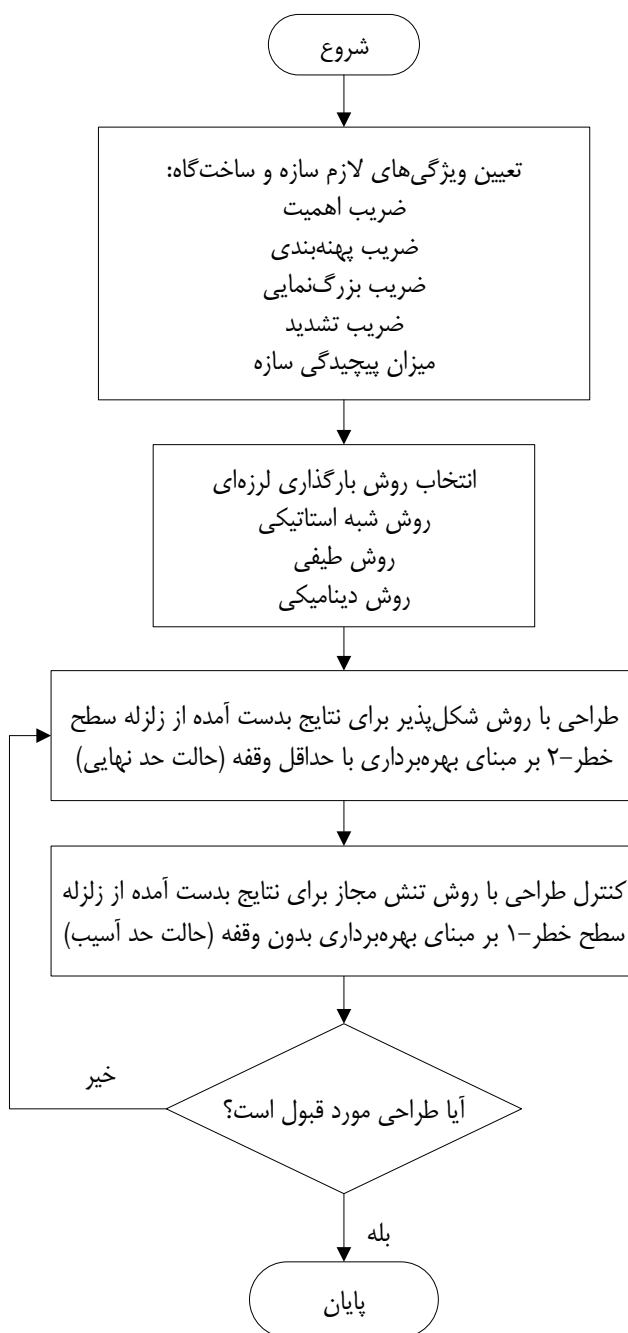 شروع
تعیین ویژگی‌های لازم سازه و ساخت‌گاه:
ضریب اهمیت
ضریب پهنه‌بندی
ضریب بزرگ‌نمایی
ضریب تشدید
میزان پیچیدگی سازه
انتخاب روش بارگذاری لرزه‌ای
روش شبه استاتیکی
روش طیفی
روش دینامیکی
طراحی با روش شکل‌پذیر برای نتایج بدست آمده از زلزله سطح
خطر-۲ بر مبنای بهره‌برداری با حداقل وقفه (حالت حد نهایی)
کنترل طراحی با روش تنش مجاز برای نتایج بدست آمده از زلزله
سطح خطر-۱ بر مبنای بهره‌برداری بدون وقفه (حالت حد آسیب)
خیر
آیا طراحی مورد قبول است؟
بله
پایان